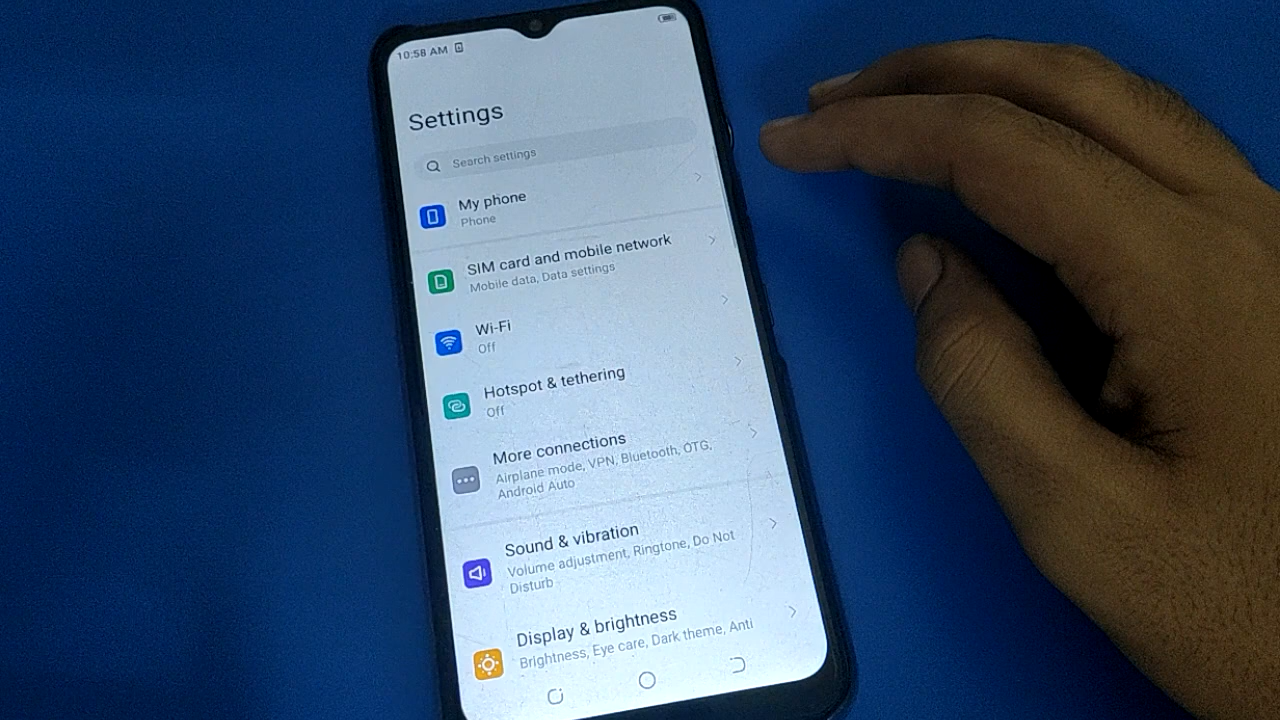 10:58 AM
Settings
Search settings
My phone
Phone
SIM card and mobile network
Mobile data, Data settings
Wi-Fi
Off
Hotspot & tethering
Off
More connections
Airplane mode, VPN, Bluetooth, OTG,
Android Auto
Sound & vibration
Volume adjustment, Ringtone, Do Not
Disturb
Display & brightness
Brightness, Eye care, Dark theme, Anti